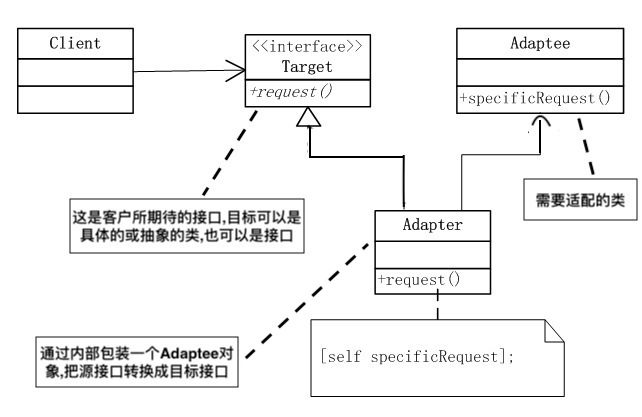 Client
<<interface>>
Target
+request()
Adaptee
+specificRequest()
这是客户所期待的接口,目标可以是
具体的或抽象的类,也可以是接口
需要适配的类
Adapter
+request()
通过内部包装一个Adaptee对
象,把源接口转换成目标接口
[self specificRequest];